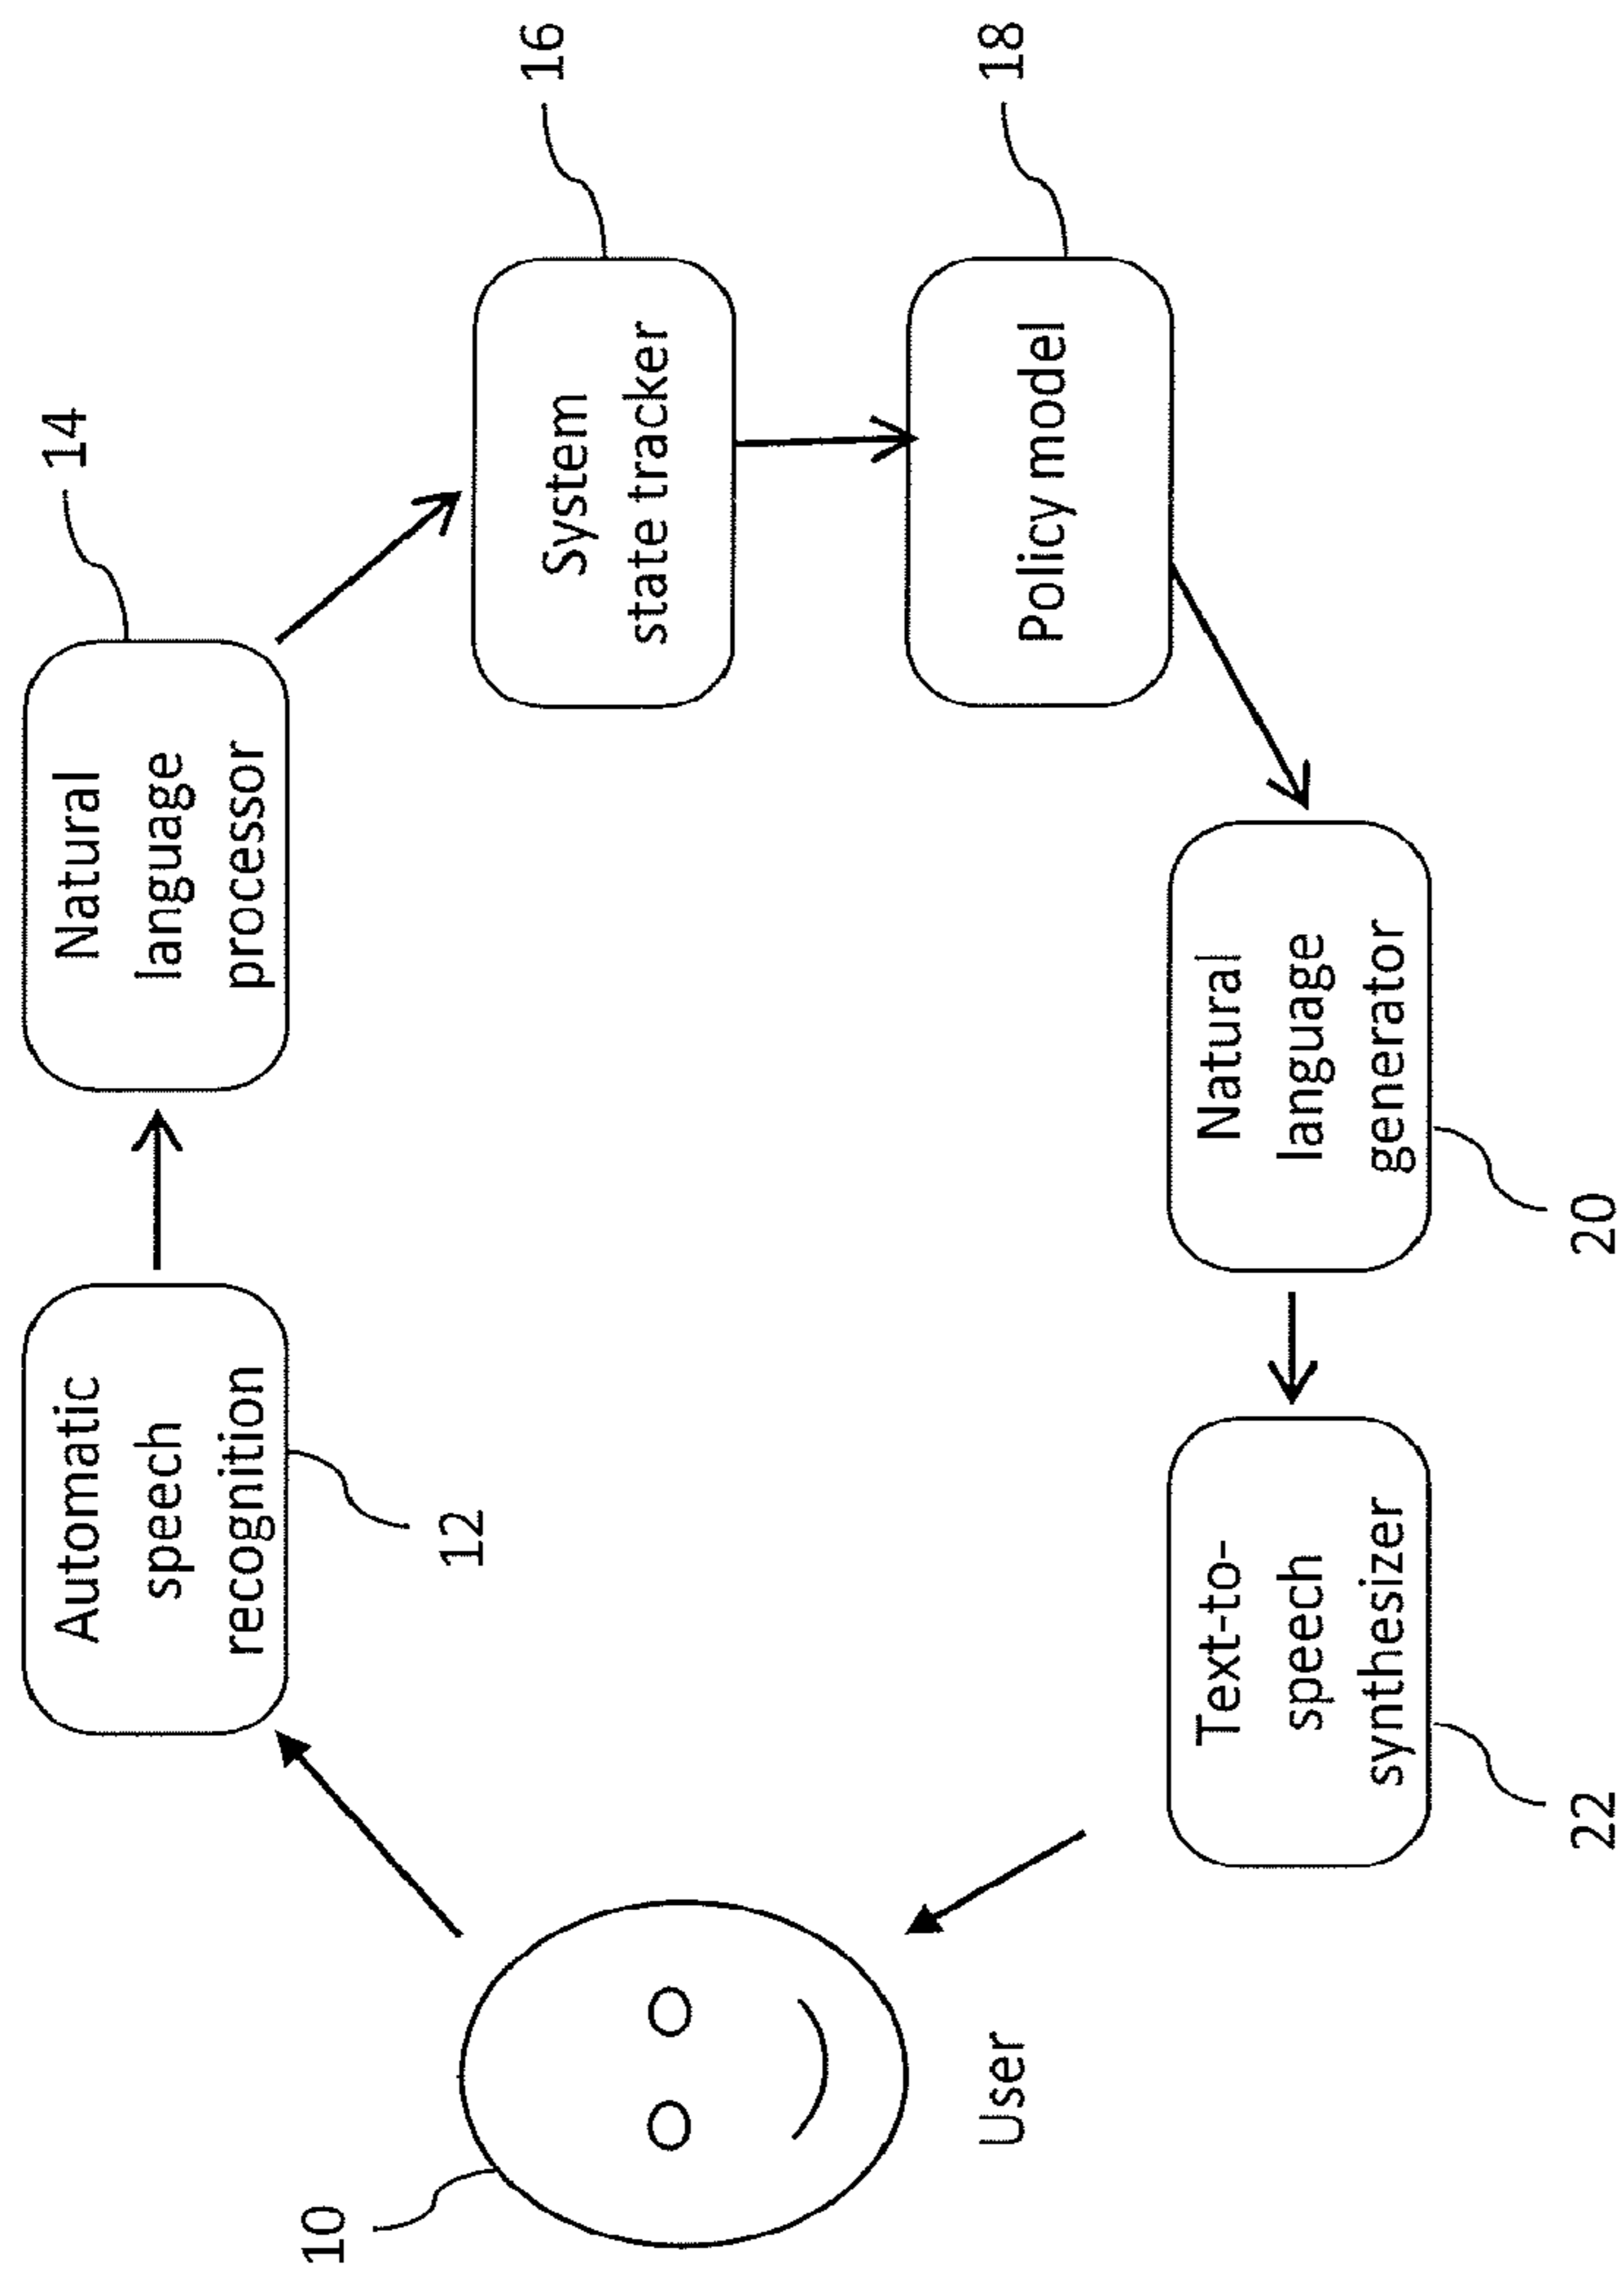 Automatic
speech
recognition
12
Natural
language
processor
14
System
state tracker
16
Policy model
18
Natural
language
generator
20
Text-to-
speech
synthesizer
22
10
User